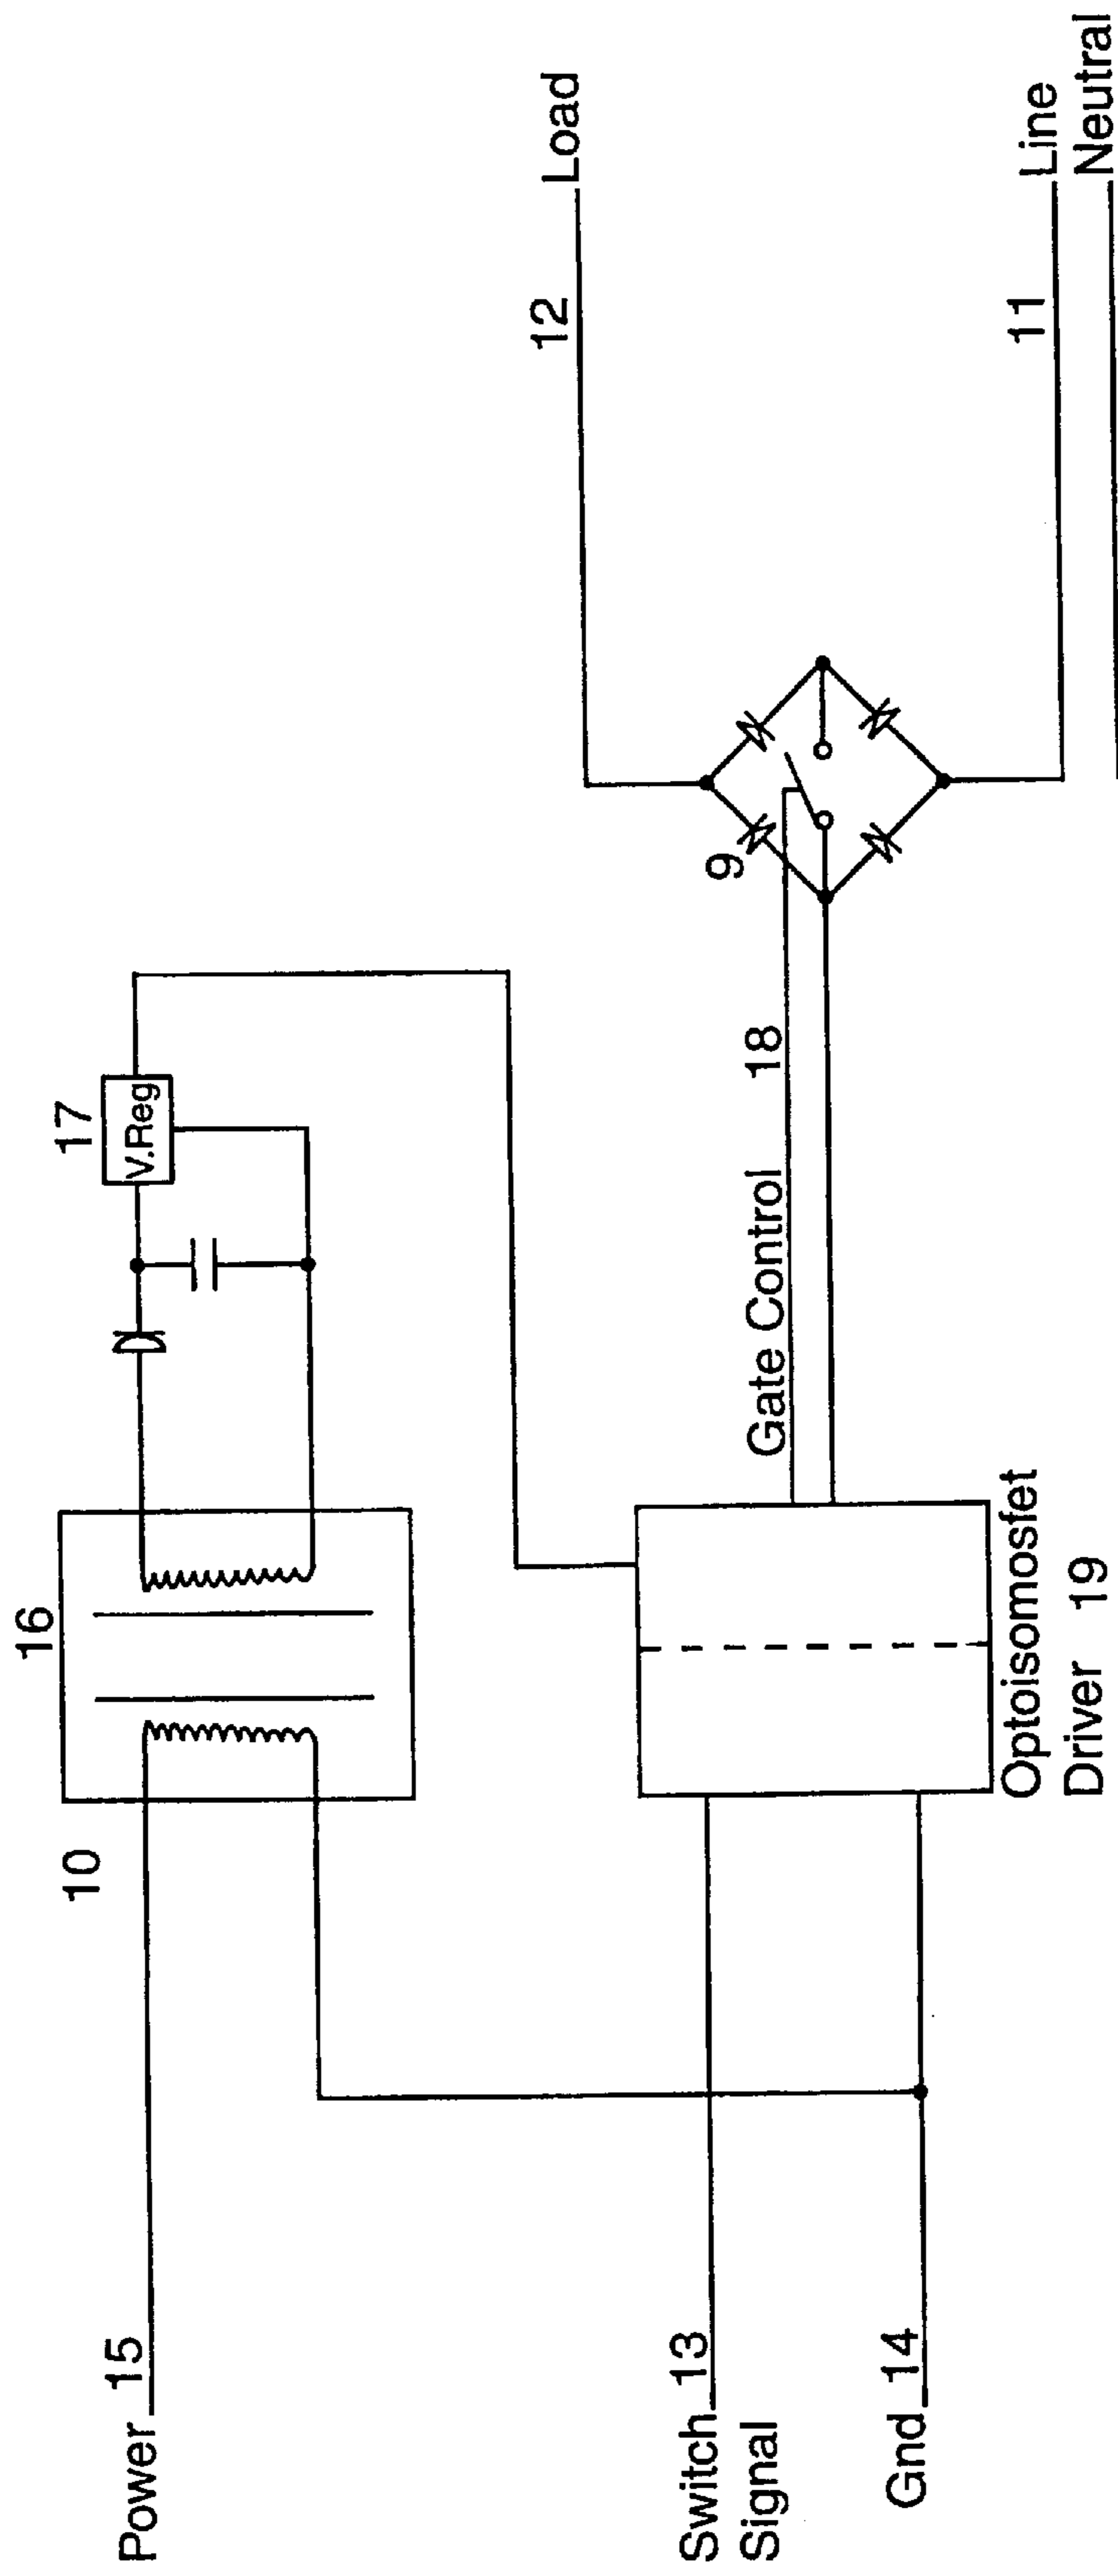 16
17
10
V.Reg
Power 15
12 Load
9
Gate Control 18
Switch 13
Signal
Gnd 14
Optoisomosfet
Driver 19
11 Line
Neutral